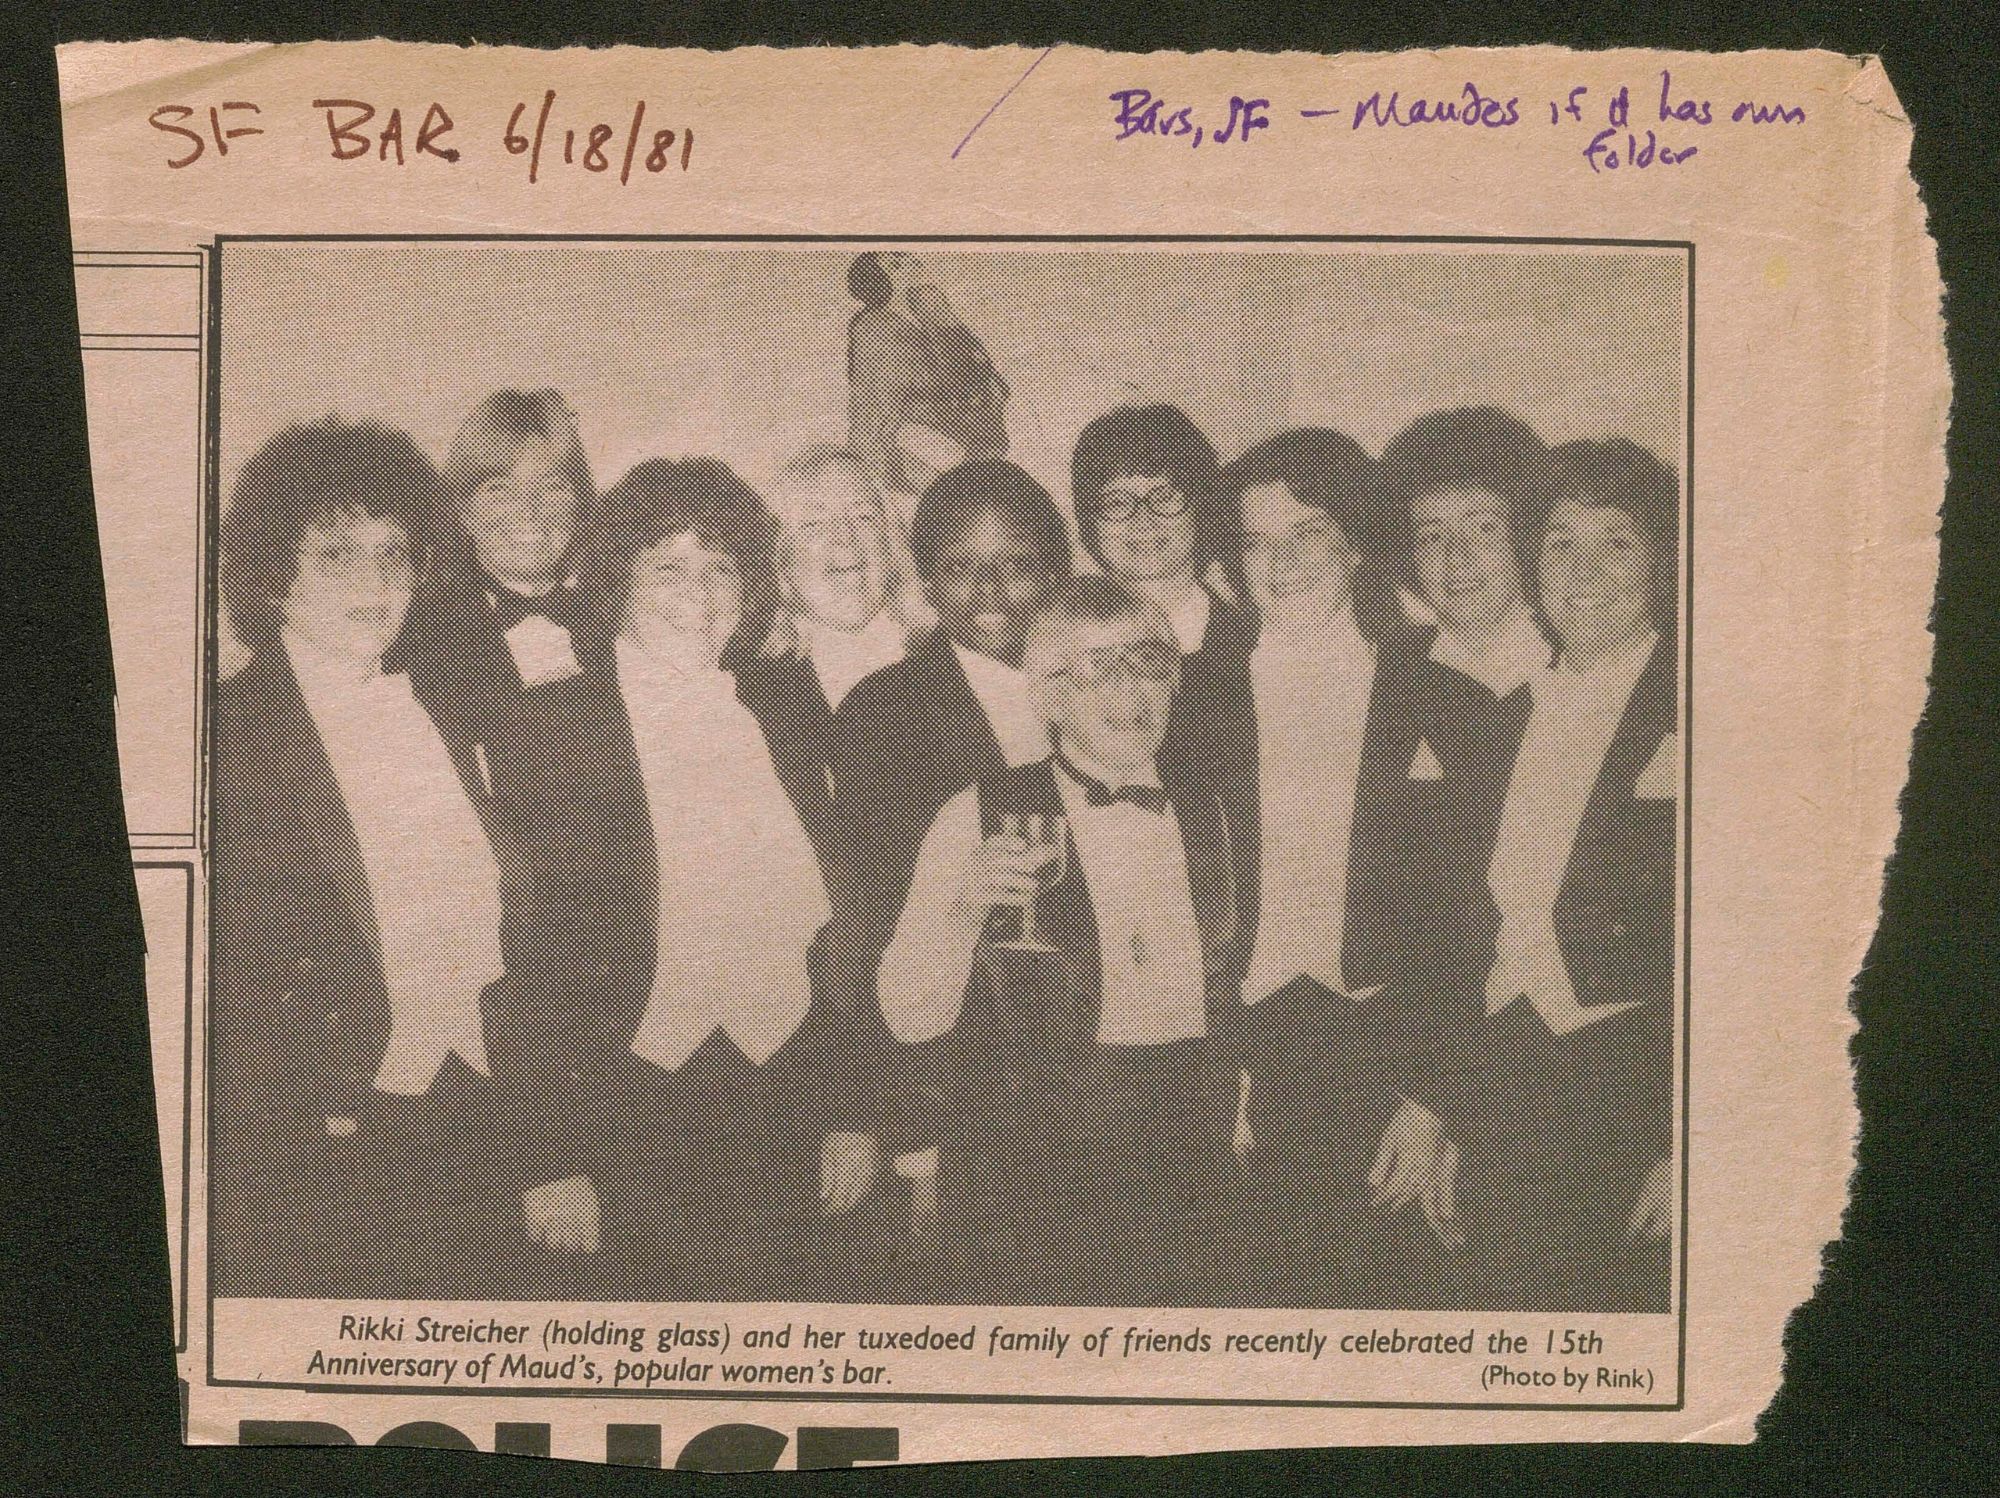 SF BAR 6/18/81
/ Bars, SF - Maudes if it has own
folder
Rikki Streicher (holding glass) and her tuxedoed family of friends recently celebrated the 15th
Anniversary of Maud's, popular women's bar.
(Photo by Rink)
POLICE